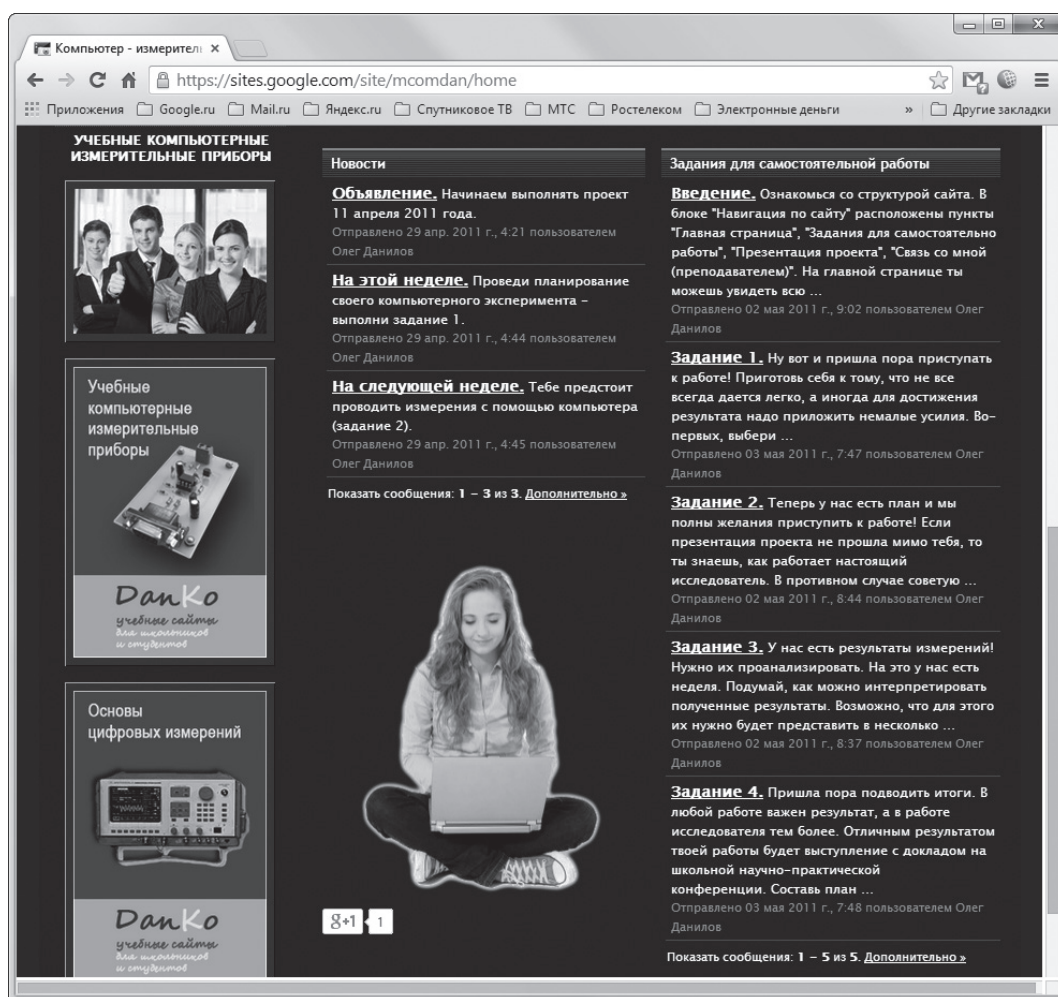 Компьютер - измерител
https://sites.google.com/site/mcomdan/home
Приложения Google.ru Mail.ru Яндекс.ru Спутниковое ТВ МТС Ростелеком Электронные деньги » Другие закладки
УЧЕБНЫЕ КОМПЬЮТЕРНЫЕ
ИЗМЕРИТЕЛЬНЫЕ ПРИБОРЫ
Учебные
компьютерные
измерительные
приборы
DanKo
учебные сайты
для школьников
и студентов
Основы
цифровых измерений
DanKo
учебные сайты
для школьников
и студентов
Новости
Объявление. Начинаем выполнять проект
11 апреля 2011 года.
Отправлено 29 апр. 2011 г., 4:21 пользователем
Олег Данилов
На этой неделе. Проведи планирование
своего компьютерного эксперимента –
выполни задание 1.
Отправлено 29 апр. 2011 г., 4:44 пользователем
Олег Данилов
На следующей неделе. Тебе предстоит
проводить измерения с помощью компьютера
(задание 2).
Отправлено 29 апр. 2011 г., 4:45 пользователем
Олег Данилов
Показать сообщения: 1 – 3 из 3. Дополнительно »
g+1 1
Задания для самостоятельной работы
Введение. Ознакомься со структурой сайта. В
блоке "Навигация по сайту" расположены пункты
"Главная страница", "Задания для самостоятельно
работы", "Презентация проекта", "Связь со мной
(преподавателем)". На главной странице ты
можешь увидеть всю ...
Отправлено 02 мая 2011 г., 9:02 пользователем Олег
Данилов
Задание 1. Ну вот и пришла пора приступать
к работе! Приготовь себя к тому, что не все
всегда дается легко, а иногда для достижения
результата надо приложить немалые усилия. Во-
первых, выбери ...
Отправлено 03 мая 2011 г., 7:47 пользователем Олег
Данилов
Задание 2. Теперь у нас есть план и мы
полны желания приступить к работе! Если
презентация проекта не прошла мимо тебя, то
ты знаешь, как работает настоящий
исследователь. В противном случае советую ...
Отправлено 02 мая 2011 г., 8:44 пользователем Олег
Данилов
Задание 3. У нас есть результаты измерений!
Нужно их проанализировать. На это у нас есть
неделя. Подумай, как можно интерпретировать
полученные результаты. Возможно, что для этого
их нужно будет представить в несколько ...
Отправлено 02 мая 2011 г., 8:37 пользователем Олег
Данилов
Задание 4. Пришла пора подводить итоги. В
любой работе важен результат, а в работе
исследователя тем более. Отличным результатом
твоей работы будет выступление с докладом на
школьной научно-практической
конференции. Составь план ...
Отправлено 03 мая 2011 г., 7:48 пользователем Олег
Данилов
Показать сообщения: 1 – 5 из 5. Дополнительно »